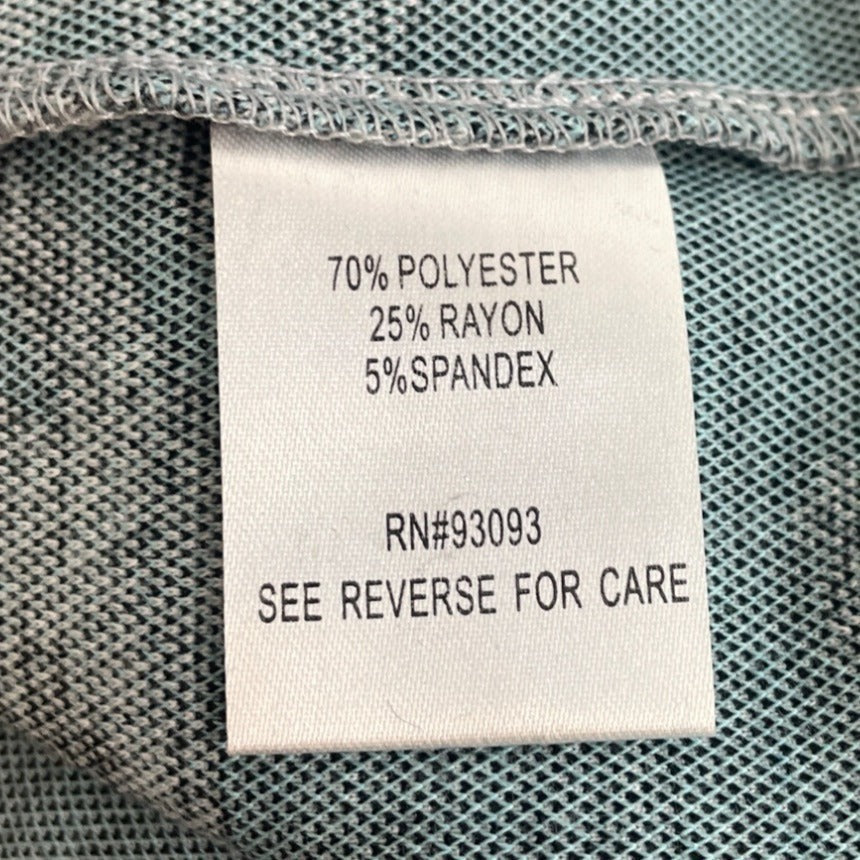 70% POLYESTER
25% RAYON
5%SPANDEX
RN#93093
SEE REVERSE FOR CARE